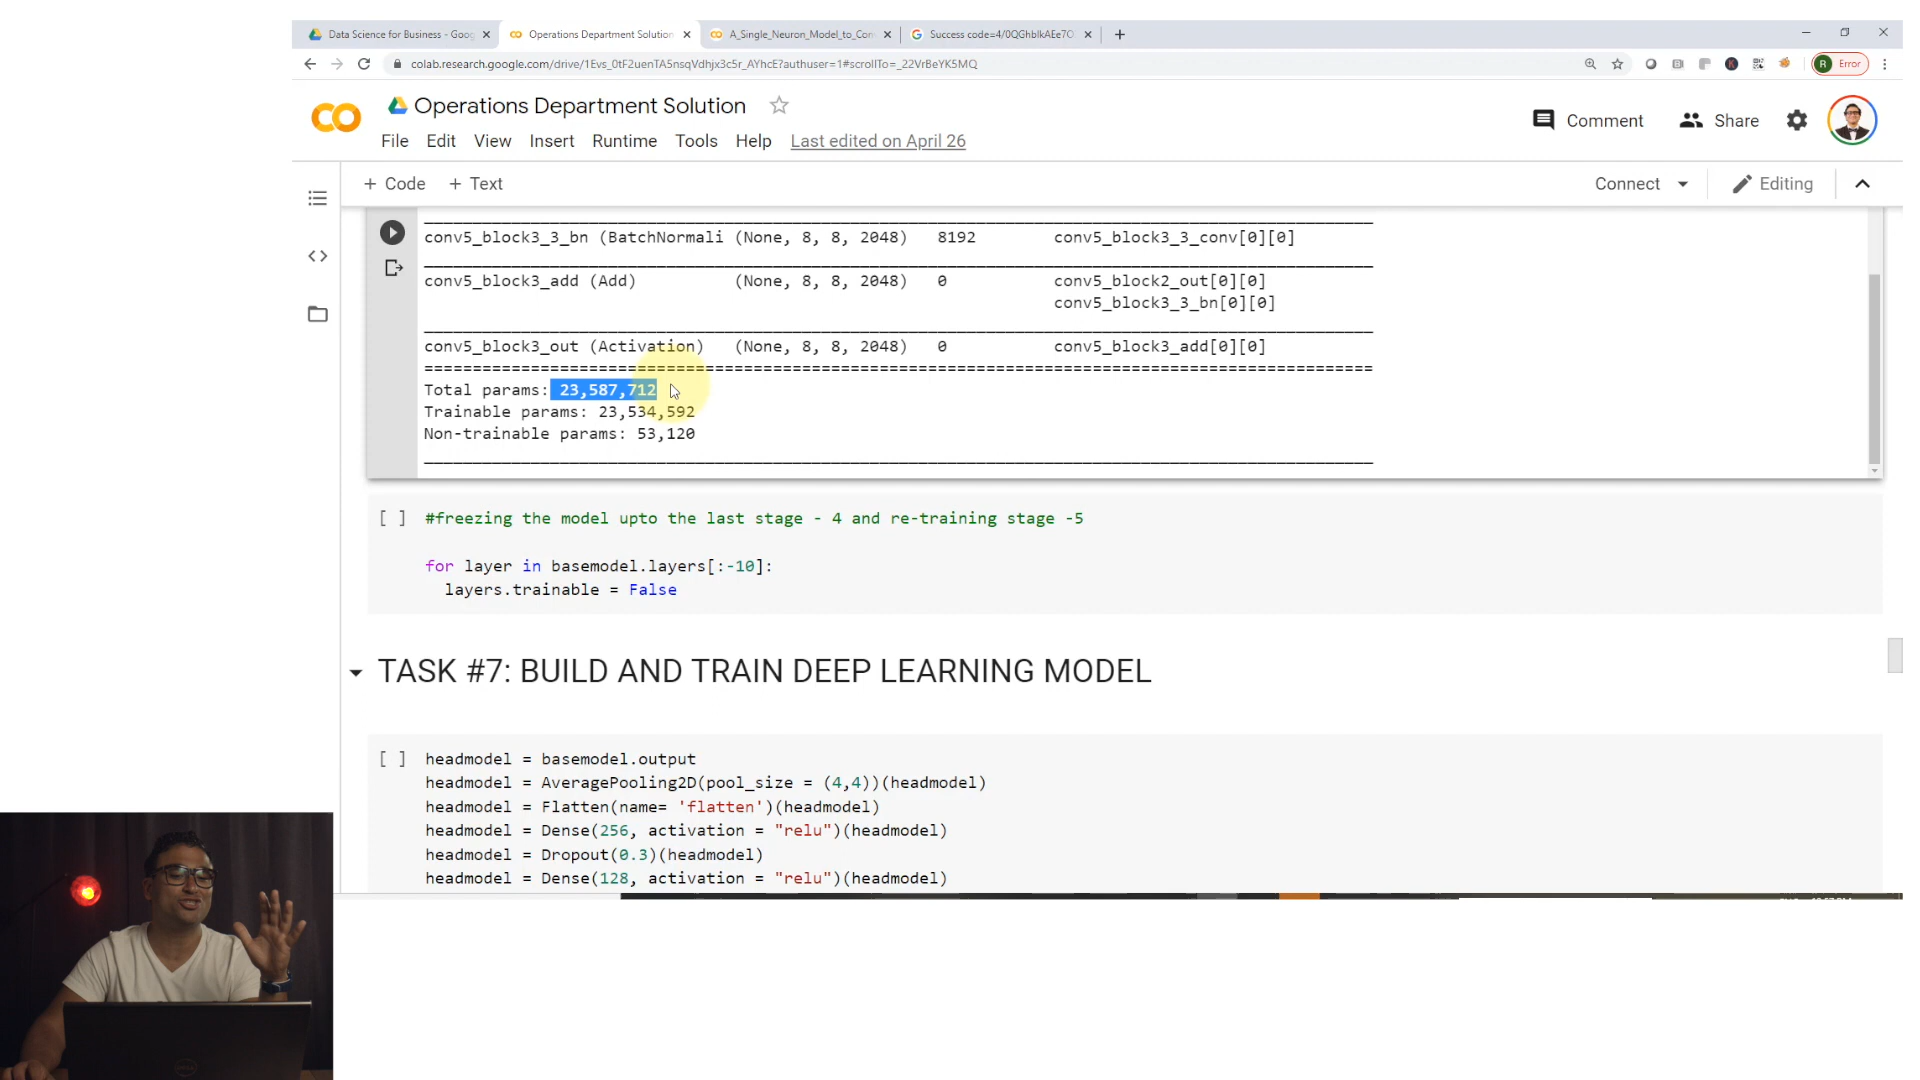 Data Science for Business - Goog
Operations Department Solution
A_Single_Neuron_Model_to_Con
Success code=4/0QGhblkAEe7O
colab.research.google.com/drive/1Evs_0tF2uenTA5nsqVdhjx3c5r_AYhcE?authuser=1#scrollTo=_22VrBeYK5MQ
R Error
CO
Operations Department Solution
File Edit View Insert Runtime Tools Help Last edited on April 26
Comment
Share
+ Code + Text
Connect
Editing
conv5_block3_3_bn (BatchNormali (None, 8, 8, 2048) 8192 conv5_block3_3_conv[0][0]
conv5_block3_add (Add) (None, 8, 8, 2048) 0 conv5_block2_out[0][0]
conv5_block3_3_bn[0][0]
conv5_block3_out (Activation) (None, 8, 8, 2048) 0 conv5_block3_add[0][0]
Total params: 23,587,712
Trainable params: 23,534,592
Non-trainable params: 53,120
[ ] #freezing the model upto the last stage - 4 and re-training stage -5
for layer in basemodel.layers[:-10]:
layers.trainable = False
TASK #7: BUILD AND TRAIN DEEP LEARNING MODEL
[ ] headmodel = basemodel.output
headmodel = AveragePooling2D(pool_size = (4,4))(headmodel)
headmodel = Flatten(name= 'flatten')(headmodel)
headmodel = Dense(256, activation = "relu")(headmodel)
headmodel = Dropout(0.3)(headmodel)
headmodel = Dense(128, activation = "relu")(headmodel)